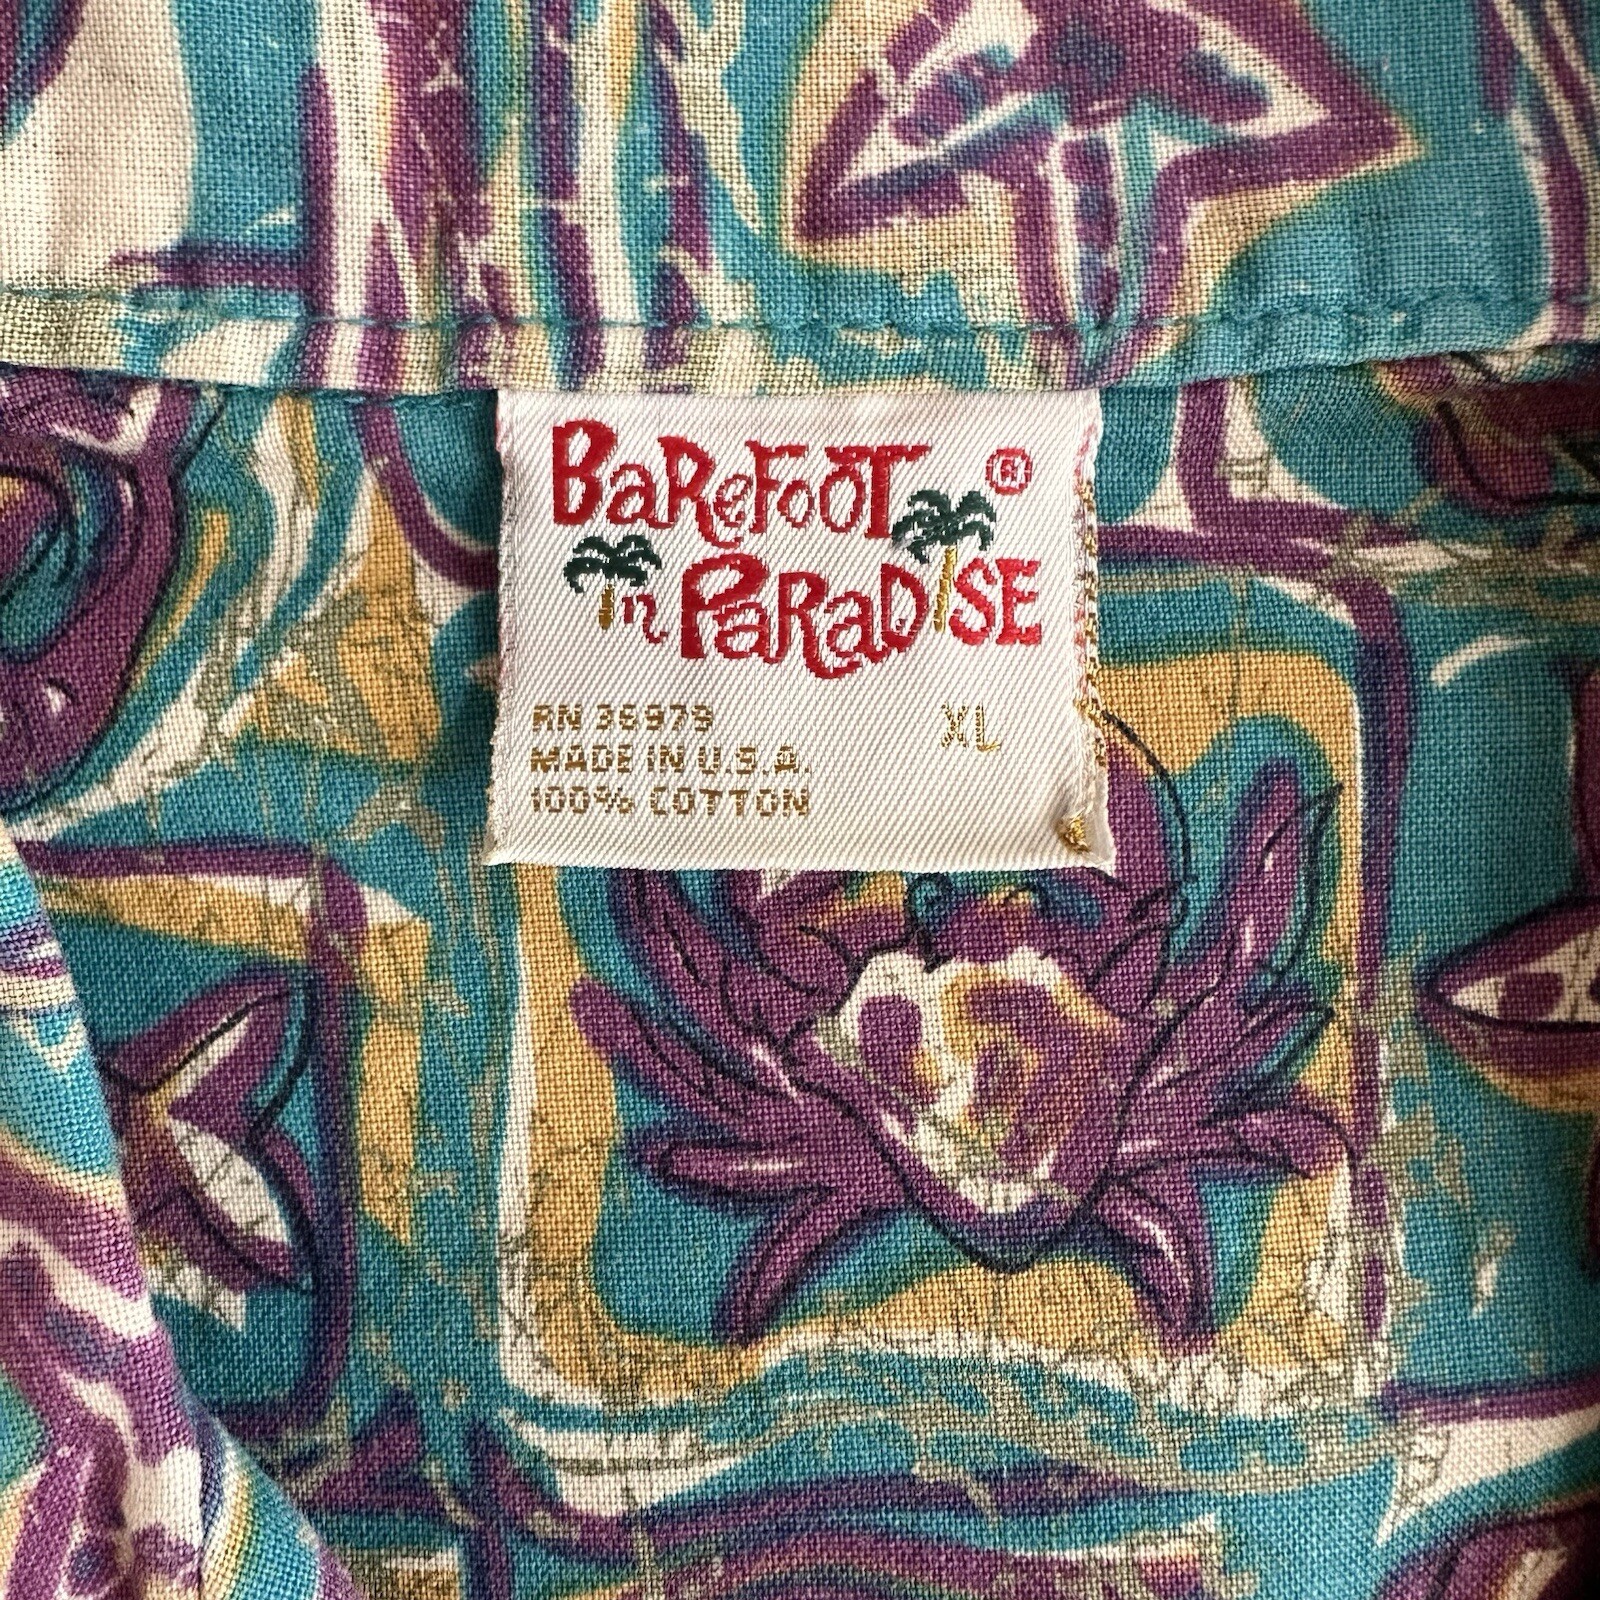 BAREFOOT ®
in PARADISE
RN 36979 XL
MADE IN U.S.A.
100% COTTON